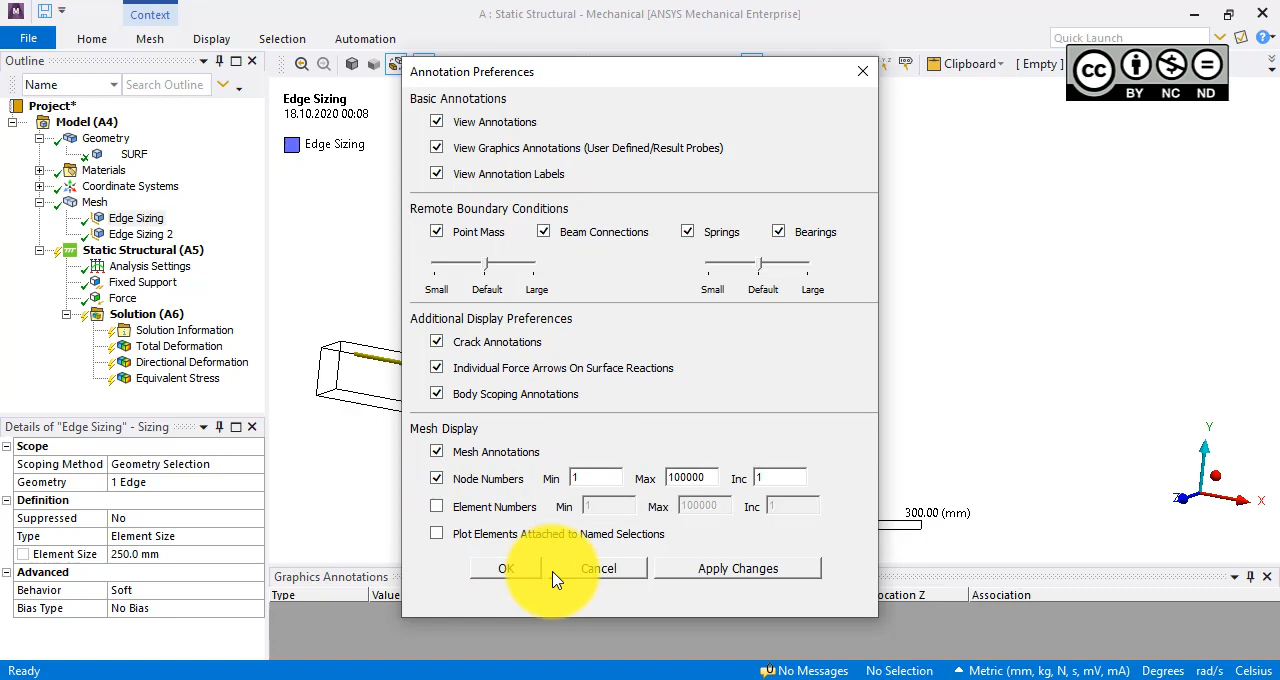 M
Context
A : Static Structural - Mechanical [ANSYS Mechanical Enterprise]
File
Home
Mesh
Display
Selection
Automation
Quick Launch
Outline
Clipboard
[ Empty ]
cc
BY NC ND
Name
Search Outline
Project*
Model (A4)
Geometry
SURF
Materials
Coordinate Systems
Mesh
Edge Sizing
Edge Sizing 2
Static Structural (A5)
Analysis Settings
Fixed Support
Force
Solution (A6)
Solution Information
Total Deformation
Directional Deformation
Equivalent Stress
Details of "Edge Sizing" - Sizing
Scope
Scoping Method Geometry Selection
Geometry 1 Edge
Definition
Suppressed No
Type Element Size
Element Size 250.0 mm
Advanced
Behavior Soft
Bias Type No Bias
Edge Sizing
18.10.2020 00:08
Edge Sizing
Annotation Preferences
Basic Annotations
View Annotations
View Graphics Annotations (User Defined/Result Probes)
View Annotation Labels
Remote Boundary Conditions
Point Mass Beam Connections Springs Bearings
Small Default Large Small Default Large
Additional Display Preferences
Crack Annotations
Individual Force Arrows On Surface Reactions
Body Scoping Annotations
Mesh Display
Mesh Annotations
Node Numbers Min 1 Max 100000 Inc 1
Element Numbers Min 1 Max 100000 Inc 1
Plot Elements Attached to Named Selections
OK Cancel Apply Changes
Y
Z
X
300.00 (mm)
Graphics Annotations
Type Value ocation Z Association
Ready
No Messages No Selection Metric (mm, kg, N, s, mV, mA) Degrees rad/s Celsius